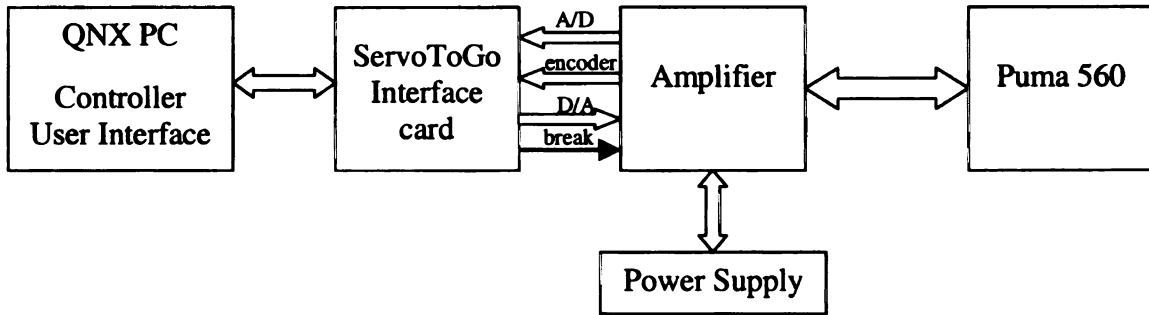 QNX PC
Controller
User Interface
ServoToGo
Interface
card
A/D
encoder
D/A
break
Amplifier
Puma 560
Power Supply